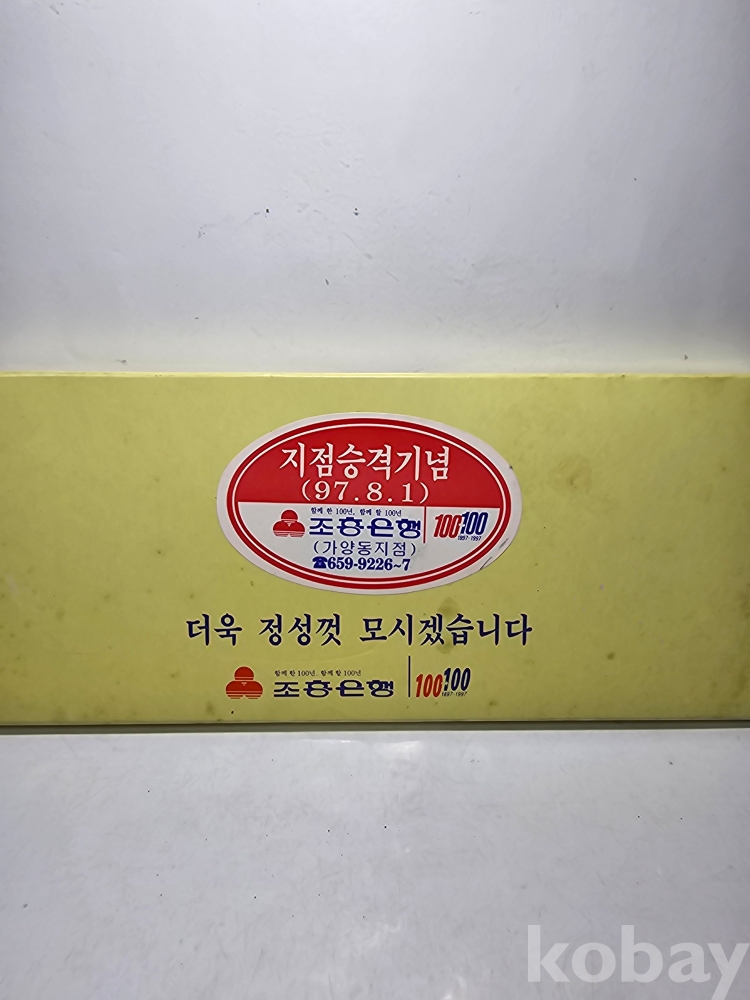 지점승격기념
(97.8.1)
함께 한 100년, 함께 할 100년
조흥은행
100 100
1897-1997
(가양동지점)
☎659-9226~7
더욱 정성껏 모시겠습니다
함께 한 100년 함께 할 100년
조흥은행
100 100
1897-1997
kobay